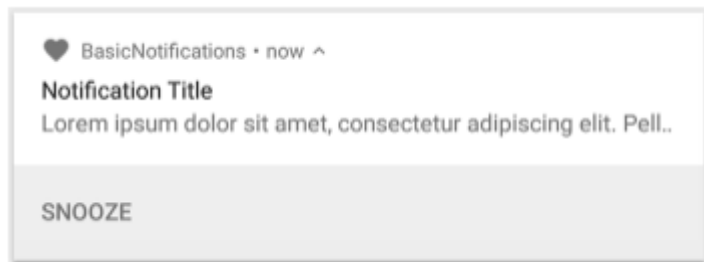 BasicNotifications • now
Notification Title
Lorem ipsum dolor sit amet, consectetur adipiscing elit. Pell..
SNOOZE